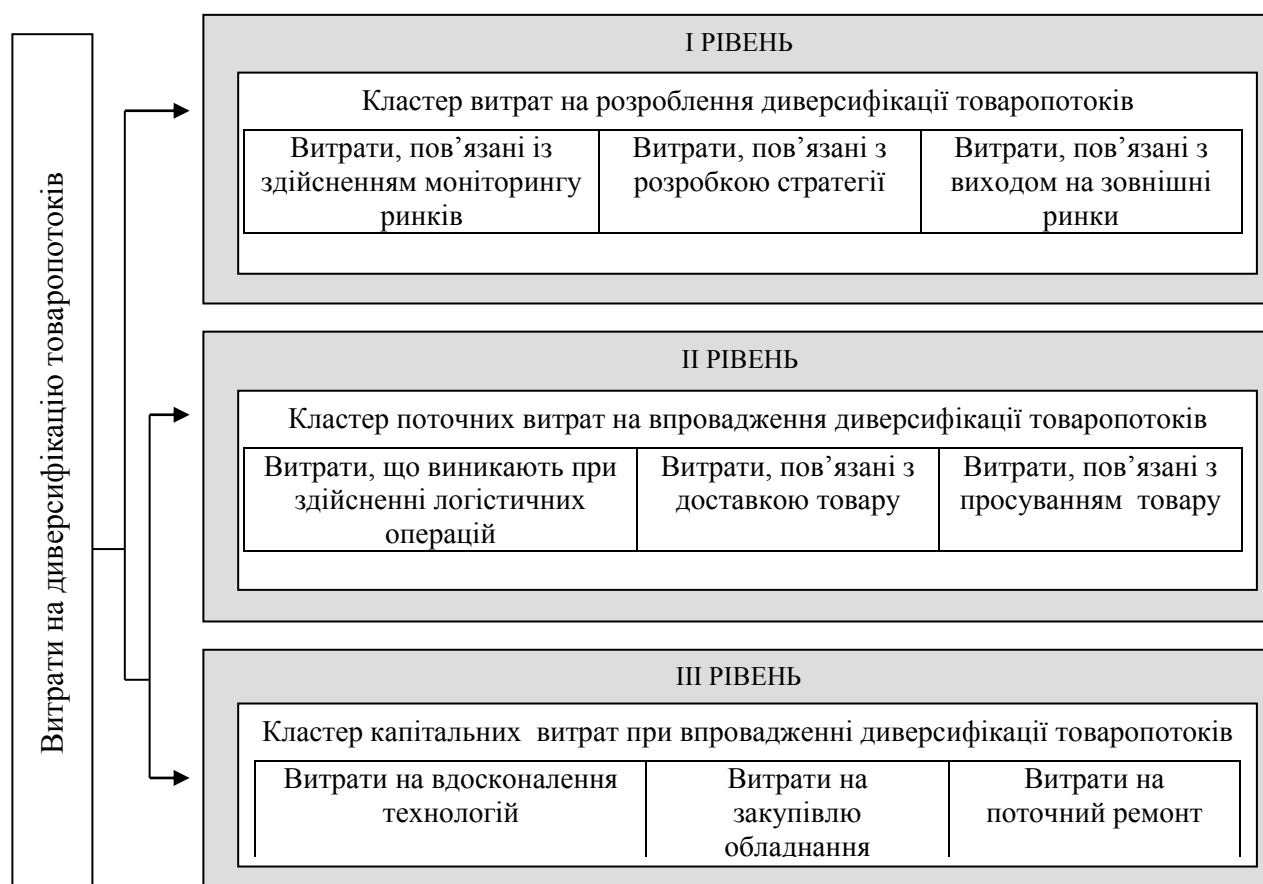 Витрати на диверсифікацію товаропотоків
І РІВЕНЬ
Кластер витрат на розроблення диверсифікації товаропотоків
Витрати, пов’язані із
здійсненням моніторингу
ринків
Витрати, пов’язані з
розробкою стратегії
Витрати, пов’язані з
виходом на зовнішні
ринки
ІІ РІВЕНЬ
Кластер поточних витрат на впровадження диверсифікації товаропотоків
Витрати, що виникають при
здійсненні логістичних
операцій
Витрати, пов’язані з
доставкою товару
Витрати, пов’язані з
просуванням товару
ІІІ РІВЕНЬ
Кластер капітальних витрат при впровадженні диверсифікації товаропотоків
Витрати на вдосконалення
технологій
Витрати на
закупівлю
обладнання
Витрати на
поточний ремонт